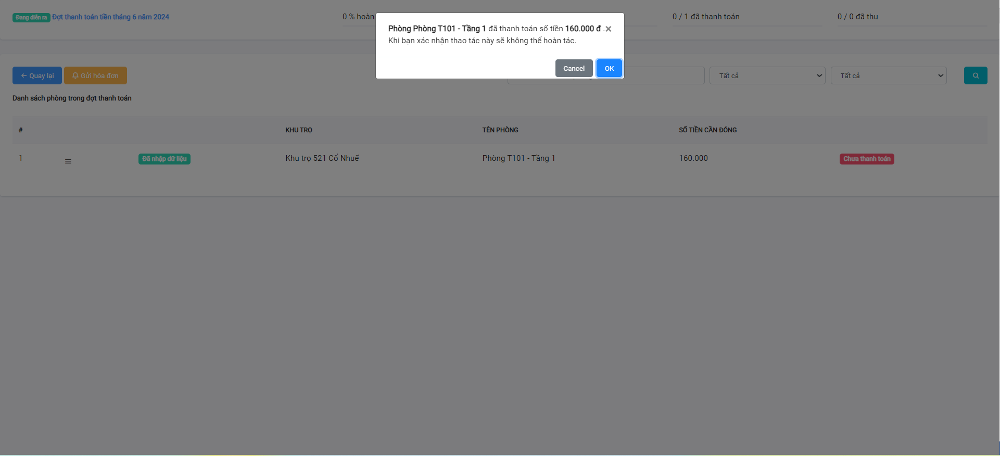 Đang diễn ra Đợt thanh toán tiền tháng 6 năm 2024
0 % hoàn
0 / 1 đã thanh toán
0 / 0 đã thu
Phòng Phòng T101 - Tầng 1 đã thanh toán số tiền 160.000 đ .×
Khi bạn xác nhận thao tác này sẽ không thể hoàn tác.
Cancel
OK
Quay lại
Gửi hóa đơn
Tất cả
Tất cả
Danh sách phòng trong đợt thanh toán
# KHU TRỌ TÊN PHÒNG SỐ TIỀN CẦN ĐÓNG
1 Đã nhập dữ liệu Khu trọ 521 Cổ Nhuế Phòng T101 - Tầng 1 160.000 Chưa thanh toán